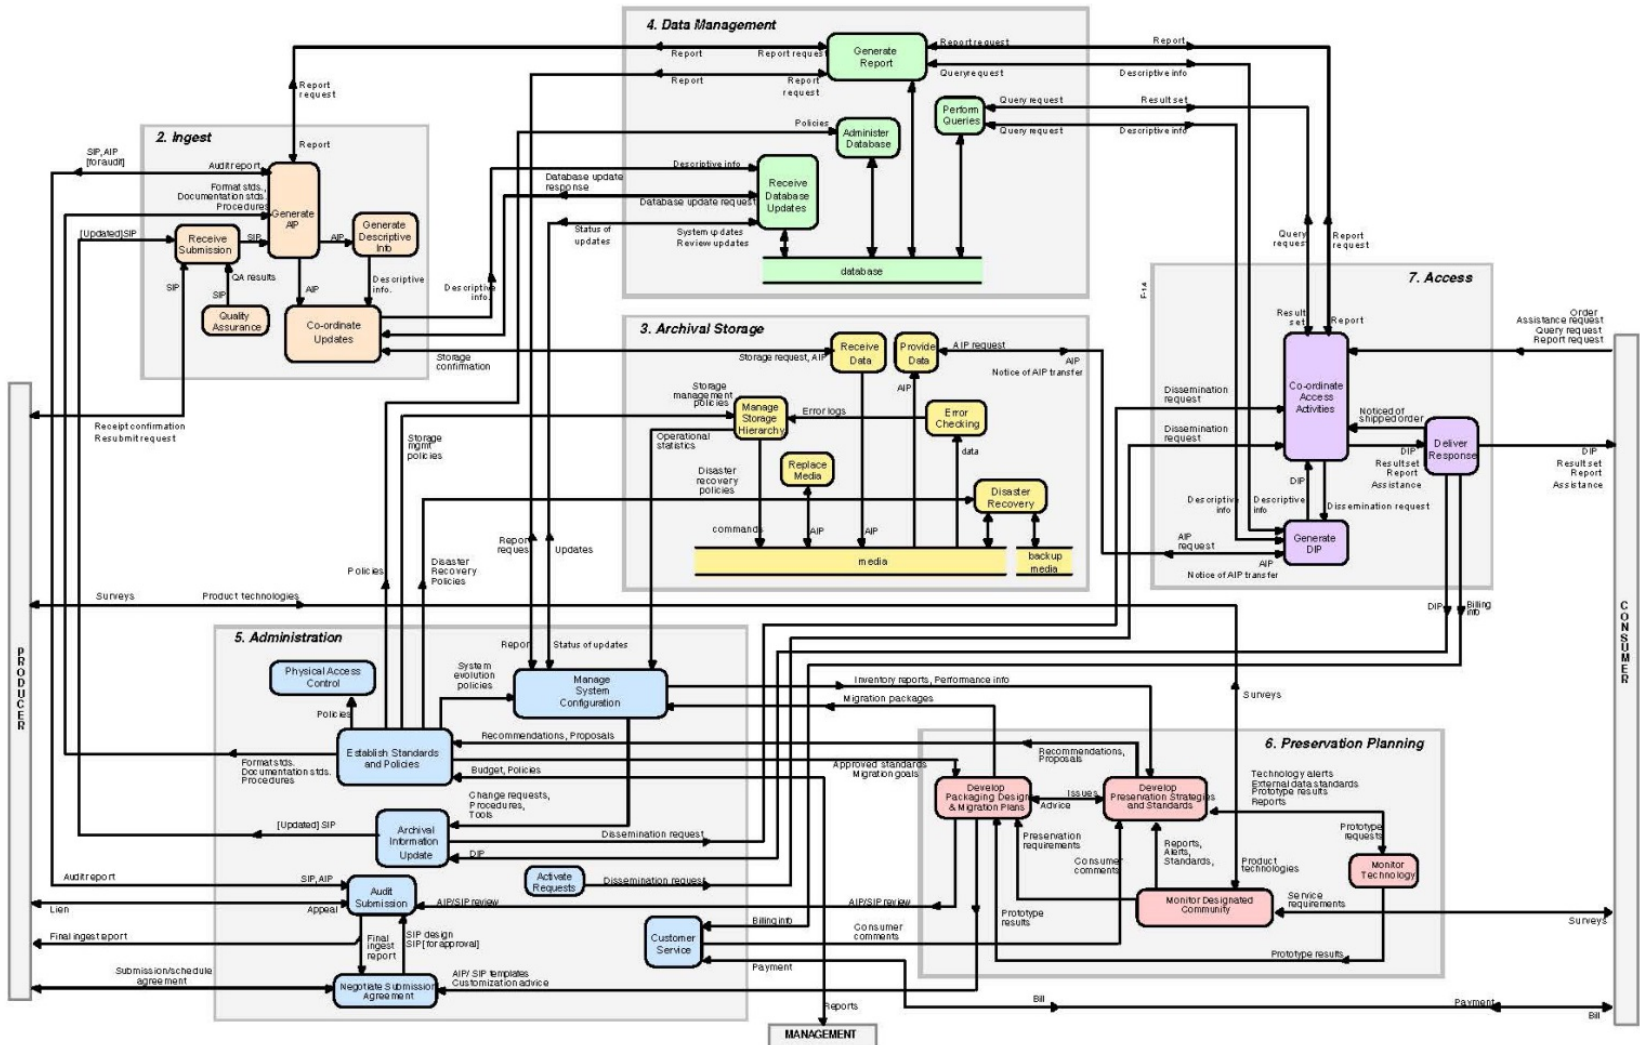 4. Data Management
Generate
Report
Report
Report request
Report request
Report
Report
Report
request
Query request
Descriptive info
Report
request
Perform
Queries
Query request
Result set
Query request
Descriptive info
Policies
Administer
Database
Descriptive info
Database update
response
Database update request
Receive
Database
Updates
Status of
updates
System updates
Review updates
database
2. Ingest
Report
SIP, AIP
[for audit]
Audit report
Format stds.,
Documentation stds.
Procedures
Generate
AIP
[Updated] SIP
Receive
Submission
SIP
AIP
Generate
Descriptive
Info
QA results
SIP
SIP
AIP
Descriptive
info.
Descriptive
info.
Quality
Assurance
Co-ordinate
Updates
Storage
confirmation
3. Archival Storage
Storage request, AIP
Receive
Data
Provide
Data
AIP request
AIP
Notice of AIP transfer
AIP
Storage
management
policies
Manage
Storage
Hierarchy
Error logs
Error
Checking
data
Operational
statistics
Storage
mgmt
policies
Replace
Media
Disaster
recovery
policies
Disaster
Recovery
commands
AIP
AIP
media
backup
media
7. Access
F-1.4
Query
request
Report
request
Result
set
Report
Order
Assistance request
Query request
Report request
Co-ordinate
Access
Activities
Dissemination
request
Dissemination
request
Noticed of
shipped order
Deliver
Response
DIP
Result set
Report
Assistance
DIP
Result set
Report
Assistance
DIP
Descriptive
info
Descriptive
info
Dissemination request
AIP
request
Generate
DIP
AIP
Notice of AIP transfer
DIP
Billing
info
Receipt confirmation
Resubmit request
Report
request
Updates
Policies
Disaster
Recovery
Policies
Surveys
Product technologies
PRODUCER
CONSUMER
5. Administration
Report
Status of updates
Physical Access
Control
System
evolution
policies
Manage
System
Configuration
Inventory reports, Performance info
Migration packages
Surveys
Policies
Establish Standards
and Policies
Recommendations, Proposals
Format stds.
Documentation stds.
Procedures
Budget, Policies
Approved standards
Migration goals
Change requests,
Procedures,
Tools
[Updated] SIP
Archival
Information
Update
Dissemination request
DIP
Activate
Requests
Dissemination request
Audit report
SIP, AIP
Audit
Submission
Lien
Appeal
AIP/SIP review
AIP/SIP review
Final ingest report
Final
ingest
report
SIP design
SIP [for approval]
Customer
Service
Billing info
Consumer
comments
Payment
Submission/schedule
agreement
Negotiate Submission
Agreement
AIP/ SIP templates
Customization advice
Reports
MANAGEMENT
Bill
Payment
Bill
6. Preservation Planning
Recommendations,
Proposals
Technology alerts
External data standards
Prototype results
Reports
Develop
Packaging Design
& Migration Plans
Issues
Advice
Develop
Preservation Strategies
and Standards
Prototype
requests
Preservation
requirements
Consumer
comments
Reports,
Alerts,
Standards,
Product
technologies
Monitor
Technology
Monitor Designated
Community
Service
requirements
Surveys
Prototype
results
Prototype results